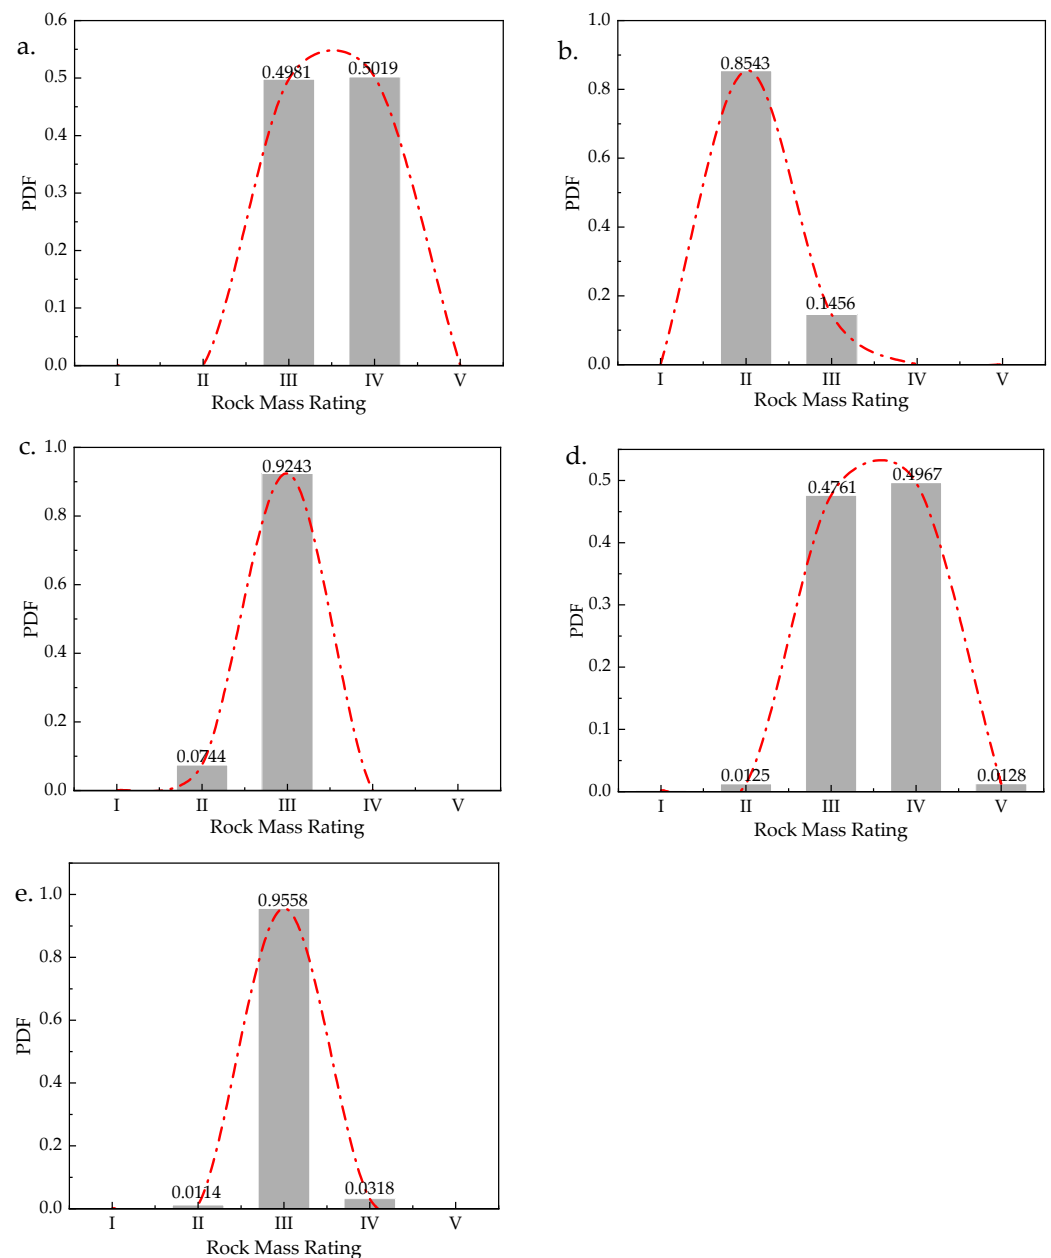 a.
0.6
0.5
0.4
0.3
0.2
0.1
0.0
PDF
0.4981
0.5019
I II III IV V
Rock Mass Rating
b.
1.0
0.8
0.6
0.4
0.2
0.0
PDF
0.8543
0.1456
I II III IV V
Rock Mass Rating
c.
1.0
0.8
0.6
0.4
0.2
0.0
PDF
0.0744
0.9243
I II III IV V
Rock Mass Rating
d.
0.5
0.4
0.3
0.2
0.1
0.0
PDF
0.0125
0.4761
0.4967
0.0128
I II III IV V
Rock Mass Rating
e.
1.0
0.8
0.6
0.4
0.2
0.0
PDF
0.0114
0.9558
0.0318
I II III IV V
Rock Mass Rating